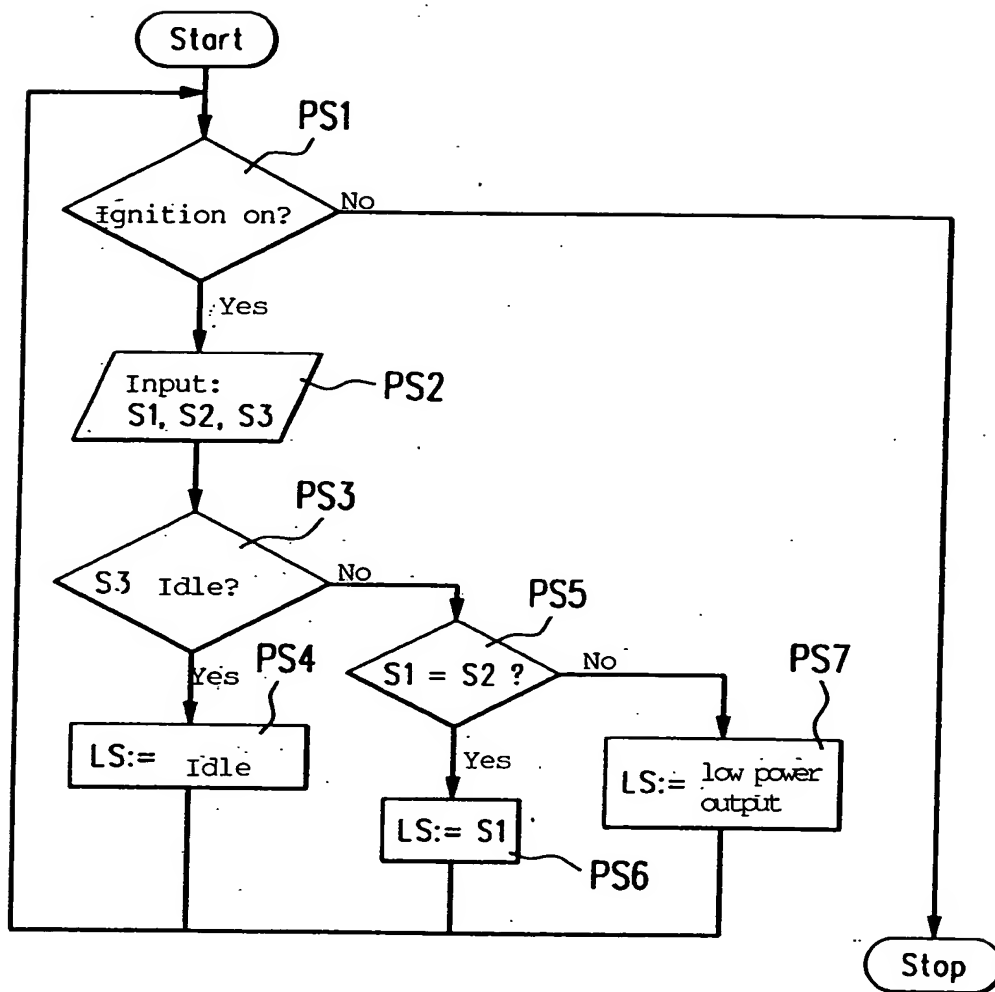 Start
PS1
Ignition on?
No
Yes
Input:
S1, S2, S3
PS2
PS3
S3 Idle?
No
PS5
Yes
PS4
S1 = S2 ?
No
PS7
LS:= Idle
Yes
LS:= low power
output
LS:= S1
PS6
Stop